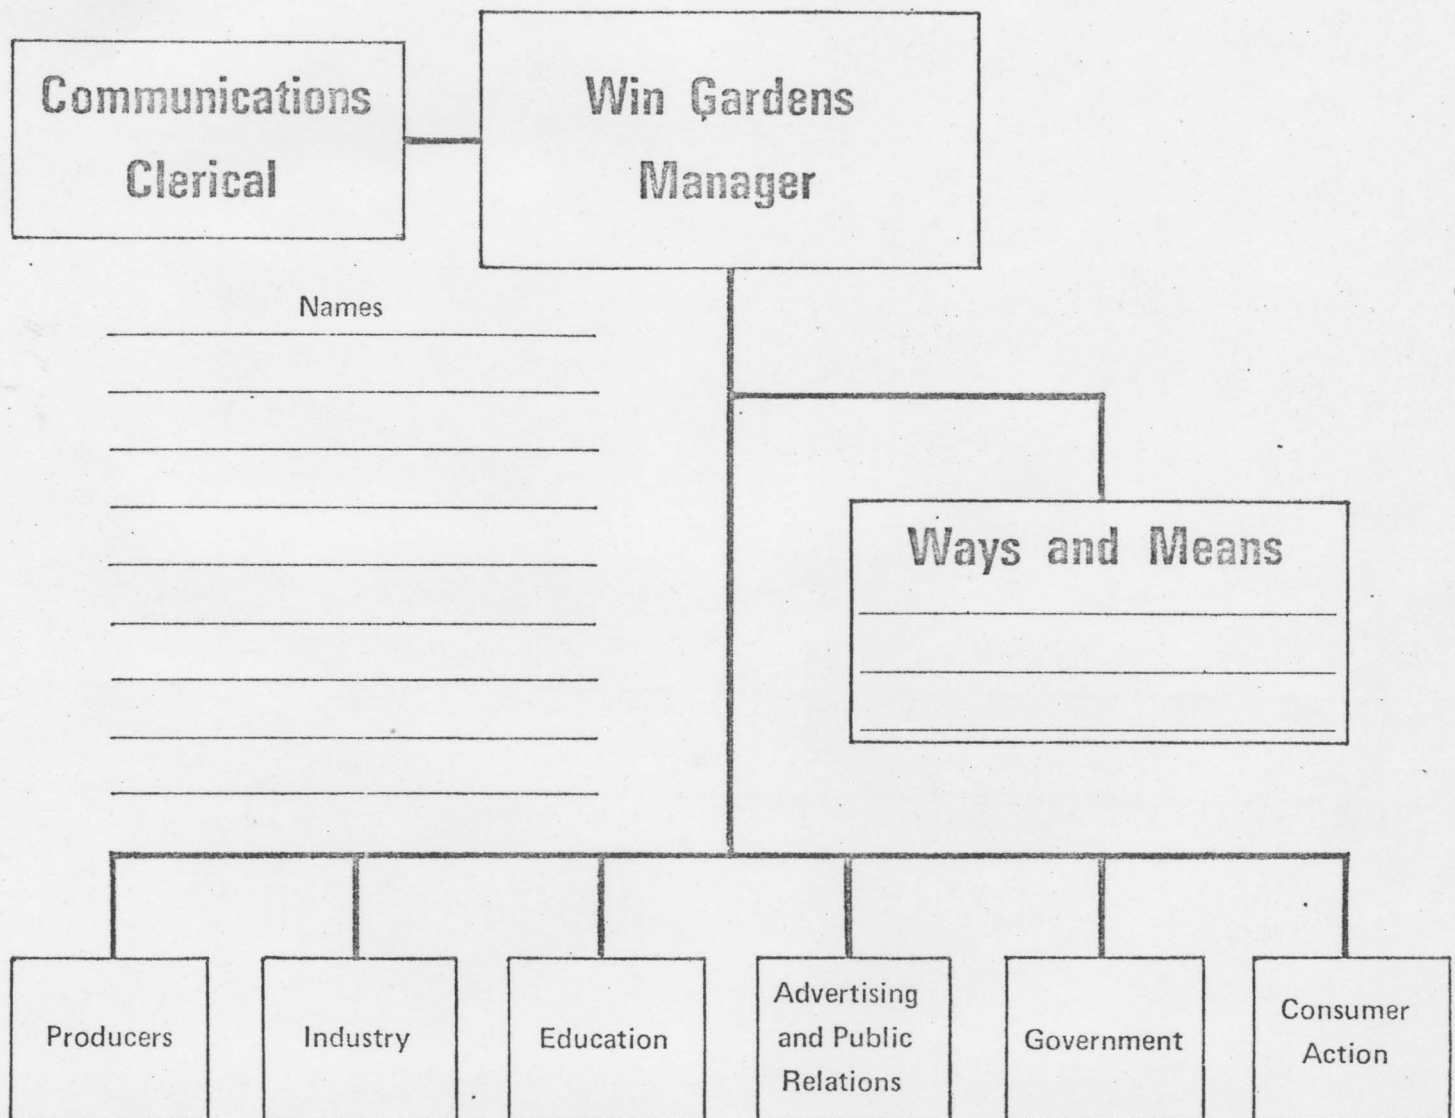 Communications
Clerical
Win Gardens
Manager
Names
Ways and Means
Producers
Industry
Education
Advertising
and Public
Relations
Government
Consumer
Action